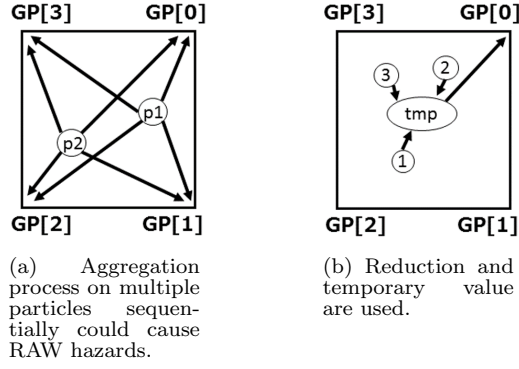 GP[3] GP[0]
p1
p2
GP[2] GP[1]
(a) Aggregation
process on multiple
particles sequen-
tially could cause
RAW hazards.
GP[3] GP[0]
3 2
tmp
1
GP[2] GP[1]
(b) Reduction and
temporary value
are used.